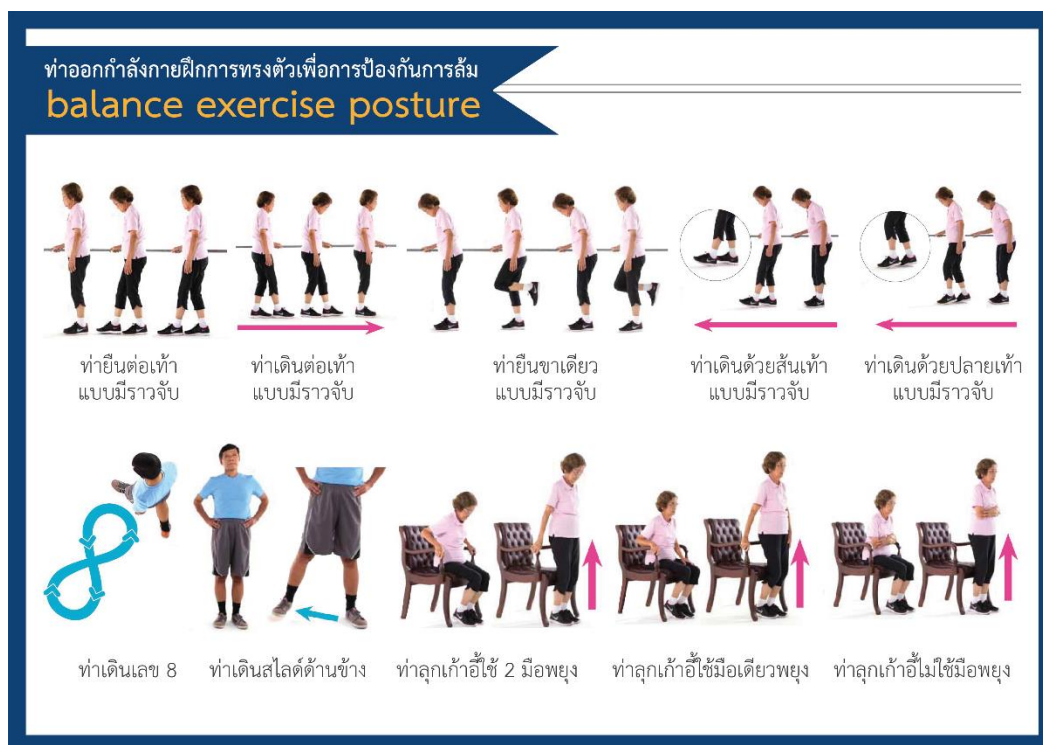 ท่าออกกำลังกายฝึกการทรงตัวเพื่อการป้องกันการล้ม
balance exercise posture
ท่ายืนต่อเท้า
แบบมีราวจับ
ท่าเดินต่อเท้า
แบบมีราวจับ
ท่ายืนขาเดียว
แบบมีราวจับ
ท่าเดินด้วยส้นเท้า
แบบมีราวจับ
ท่าเดินด้วยปลายเท้า
แบบมีราวจับ
ท่าเดินเลข 8
ท่าเดินสไลด์ด้านข้าง
ท่าลุกเก้าอี้ใช้ 2 มือพยุง
ท่าลุกเก้าอี้ใช้มือเดียวพยุง
ท่าลุกเก้าอี้ไม่ใช้มือพยุง